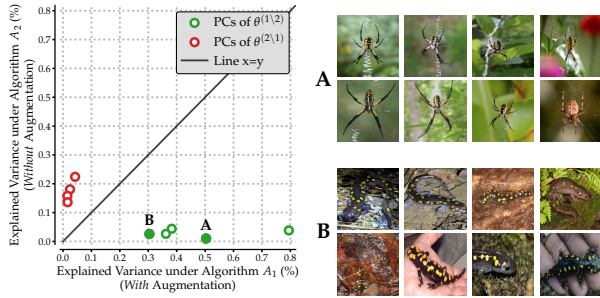 Explained Variance under Algorithm A₂ (%)
(Without Augmentation)
0.8
0.7
0.6
0.5
0.4
0.3
0.2
0.1
0.0
PCs of θ^(1\2)
PCs of θ^(2\1)
Line x=y
B
A
0.0 0.1 0.2 0.3 0.4 0.5 0.6 0.7 0.8
Explained Variance under Algorithm A₁ (%)
(With Augmentation)
A
B